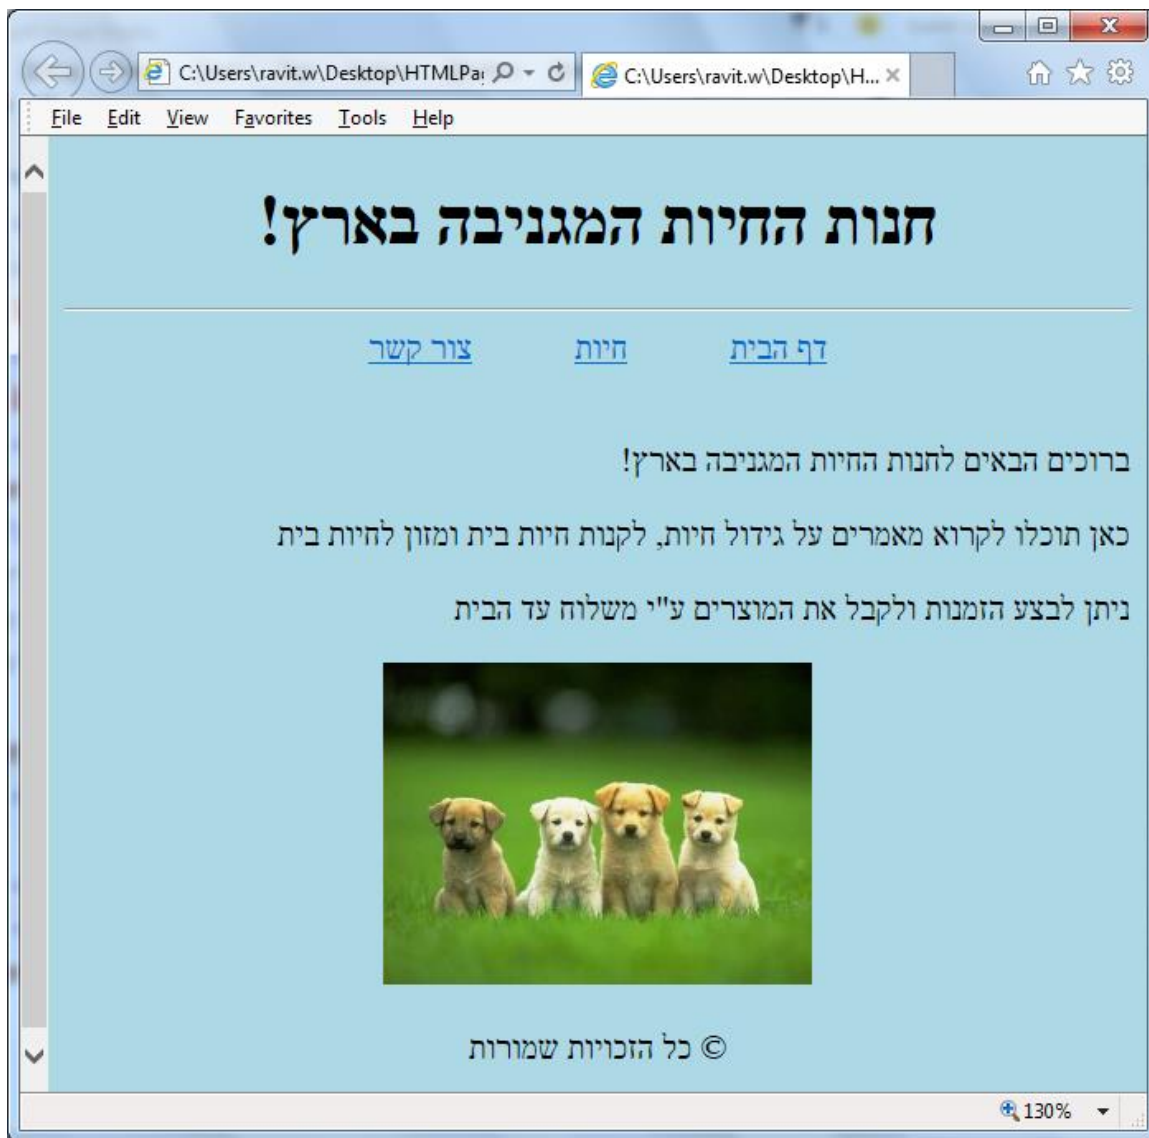 C:\Users\ravit.w\Desktop\HTMLPa
C:\Users\ravit.w\Desktop\H...
File Edit View Favorites Tools Help
חנות החיות המגניבה בארץ!
דף הבית חיות צור קשר
ברוכים הבאים לחנות החיות המגניבה בארץ!
כאן תוכלו לקרוא מאמרים על גידול חיות, לקנות חיות בית ומזון לחיות בית
ניתן לבצע הזמנות ולקבל את המוצרים ע"י משלוח עד הבית
© כל הזכויות שמורות
130%